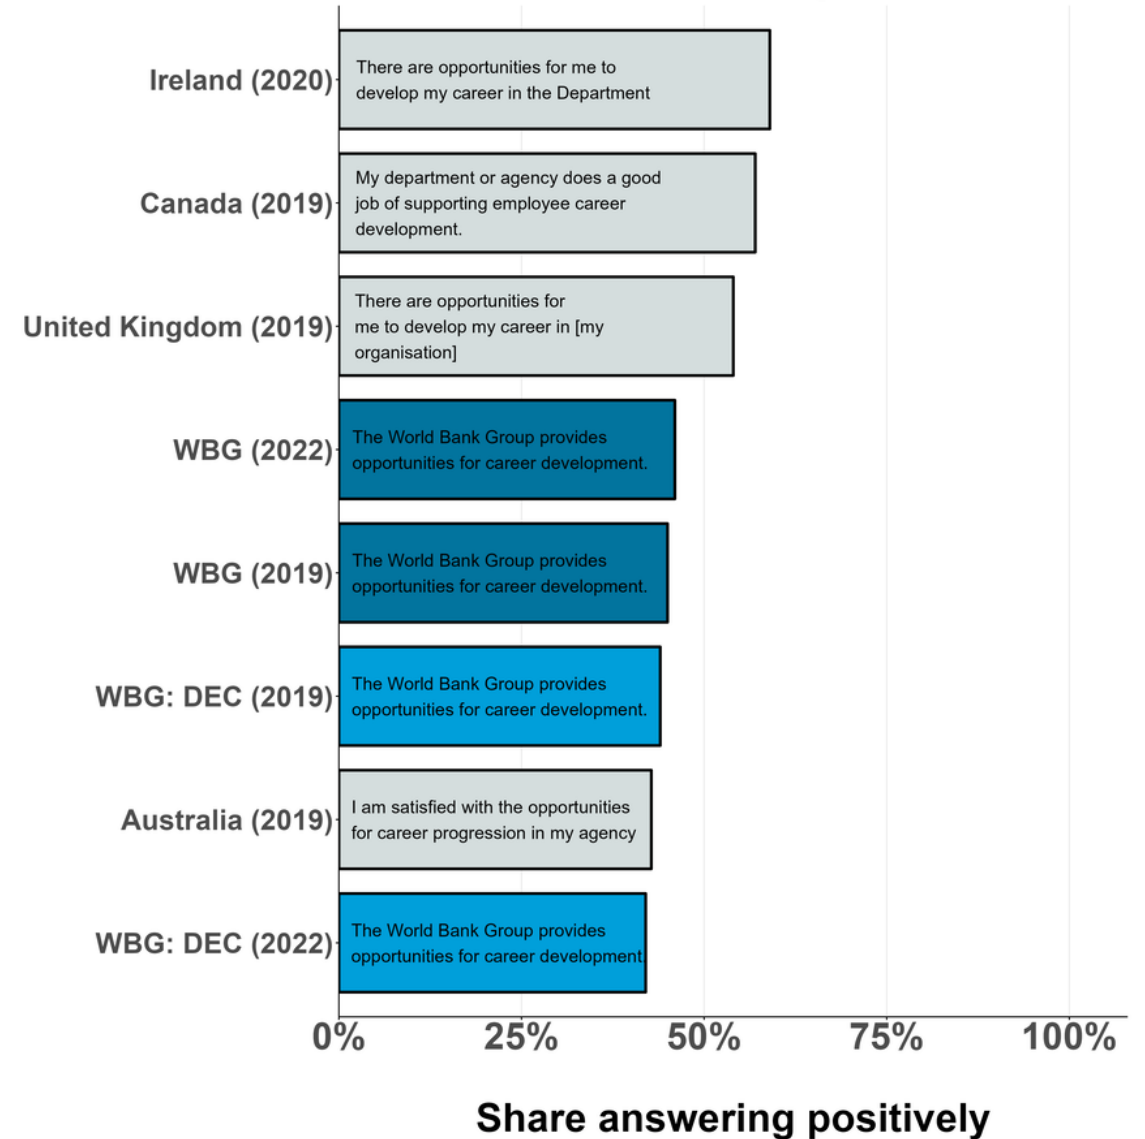 Ireland (2020)
There are opportunities for me to
develop my career in the Department
Canada (2019)
My department or agency does a good
job of supporting employee career
development.
United Kingdom (2019)
There are opportunities for
me to develop my career in [my
organisation]
WBG (2022)
The World Bank Group provides
opportunities for career development.
WBG (2019)
The World Bank Group provides
opportunities for career development.
WBG: DEC (2019)
The World Bank Group provides
opportunities for career development.
Australia (2019)
I am satisfied with the opportunities
for career progression in my agency
WBG: DEC (2022)
The World Bank Group provides
opportunities for career development.
0% 25% 50% 75% 100%
Share answering positively